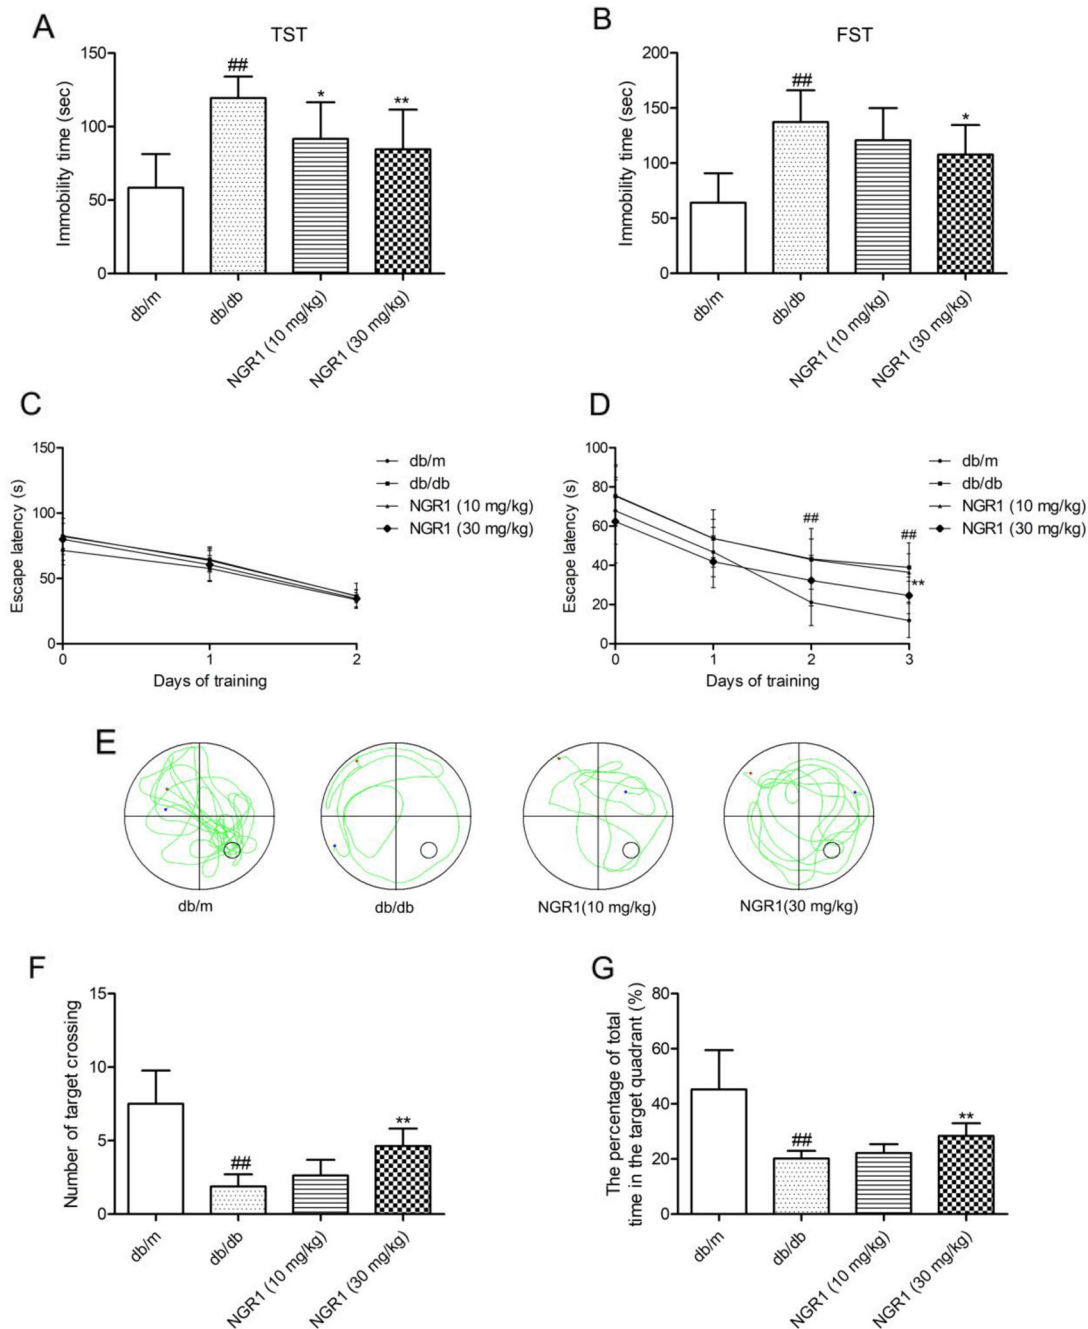 A
TST
Immobility time (sec)
150
100
50
0
##
*
**
db/m
db/db
NGR1 (10 mg/kg)
NGR1 (30 mg/kg)
B
FST
Immobility time (sec)
200
150
100
50
0
##
*
db/m
db/db
NGR1 (10 mg/kg)
NGR1 (30 mg/kg)
C
Escape latency (s)
150
100
50
0
0
1
2
Days of training
db/m
db/db
NGR1 (10 mg/kg)
NGR1 (30 mg/kg)
D
Escape latency (s)
100
80
60
40
20
0
##
##
**
0
1
2
3
Days of training
db/m
db/db
NGR1 (10 mg/kg)
NGR1 (30 mg/kg)
E
db/m
db/db
NGR1(10 mg/kg)
NGR1(30 mg/kg)
F
Number of target crossing
15
10
5
0
##
**
db/m
db/db
NGR1 (10 mg/kg)
NGR1 (30 mg/kg)
G
The percentage of total
time in the target quadrant (%)
80
60
40
20
0
##
**
db/m
db/db
NGR1 (10 mg/kg)
NGR1 (30 mg/kg)